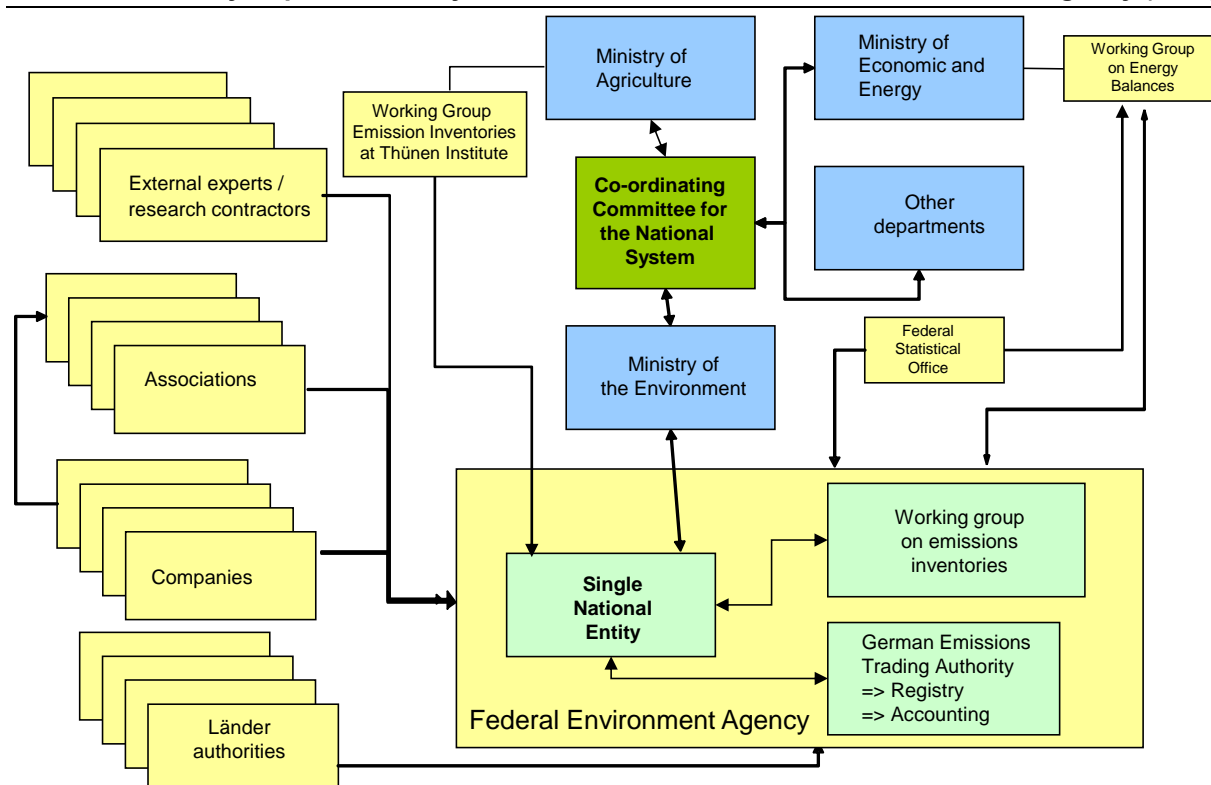 Ministry of
Agriculture
Ministry of
Economic and
Energy
Working Group
on Energy
Balances
Working Group
Emission Inventories
at Thünen Institute
External experts /
research contractors
Co-ordinating
Committee for
the National
System
Other
departments
Associations
Ministry of
the Environment
Federal
Statistical
Office
Companies
Working group
on emissions
inventories
Single
National
Entity
German Emissions
Trading Authority
=> Registry
=> Accounting
Federal Environment Agency
Länder
authorities